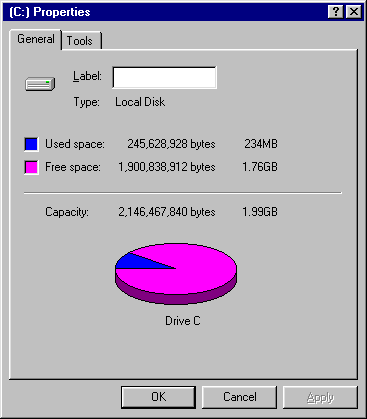 (C:) Properties
General Tools
Label:
Type: Local Disk
Used space: 245,628,928 bytes 234MB
Free space: 1,900,838,912 bytes 1.76GB
Capacity: 2,146,467,840 bytes 1.99GB
Drive C
OK Cancel Apply